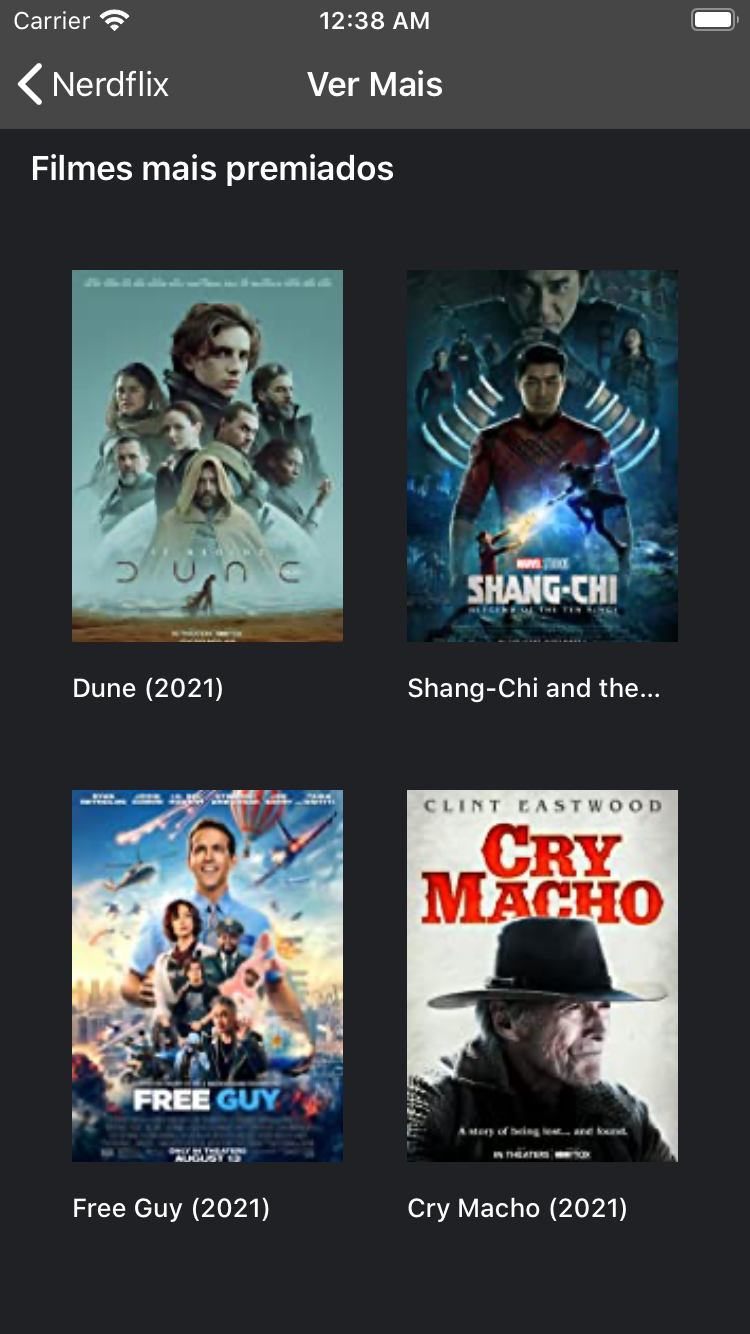 Carrier
12:38 AM
Nerdflix
Ver Mais
Filmes mais premiados
DUNE
MARVEL STUDIOS
SHANG-CHI
Dune (2021)
Shang-Chi and the...
FREE GUY
ONLY IN THEATERS
AUGUST 13
CLINT EASTWOOD
CRY
MACHO
A story of being lost... and found.
IN THEATERS
Free Guy (2021)
Cry Macho (2021)